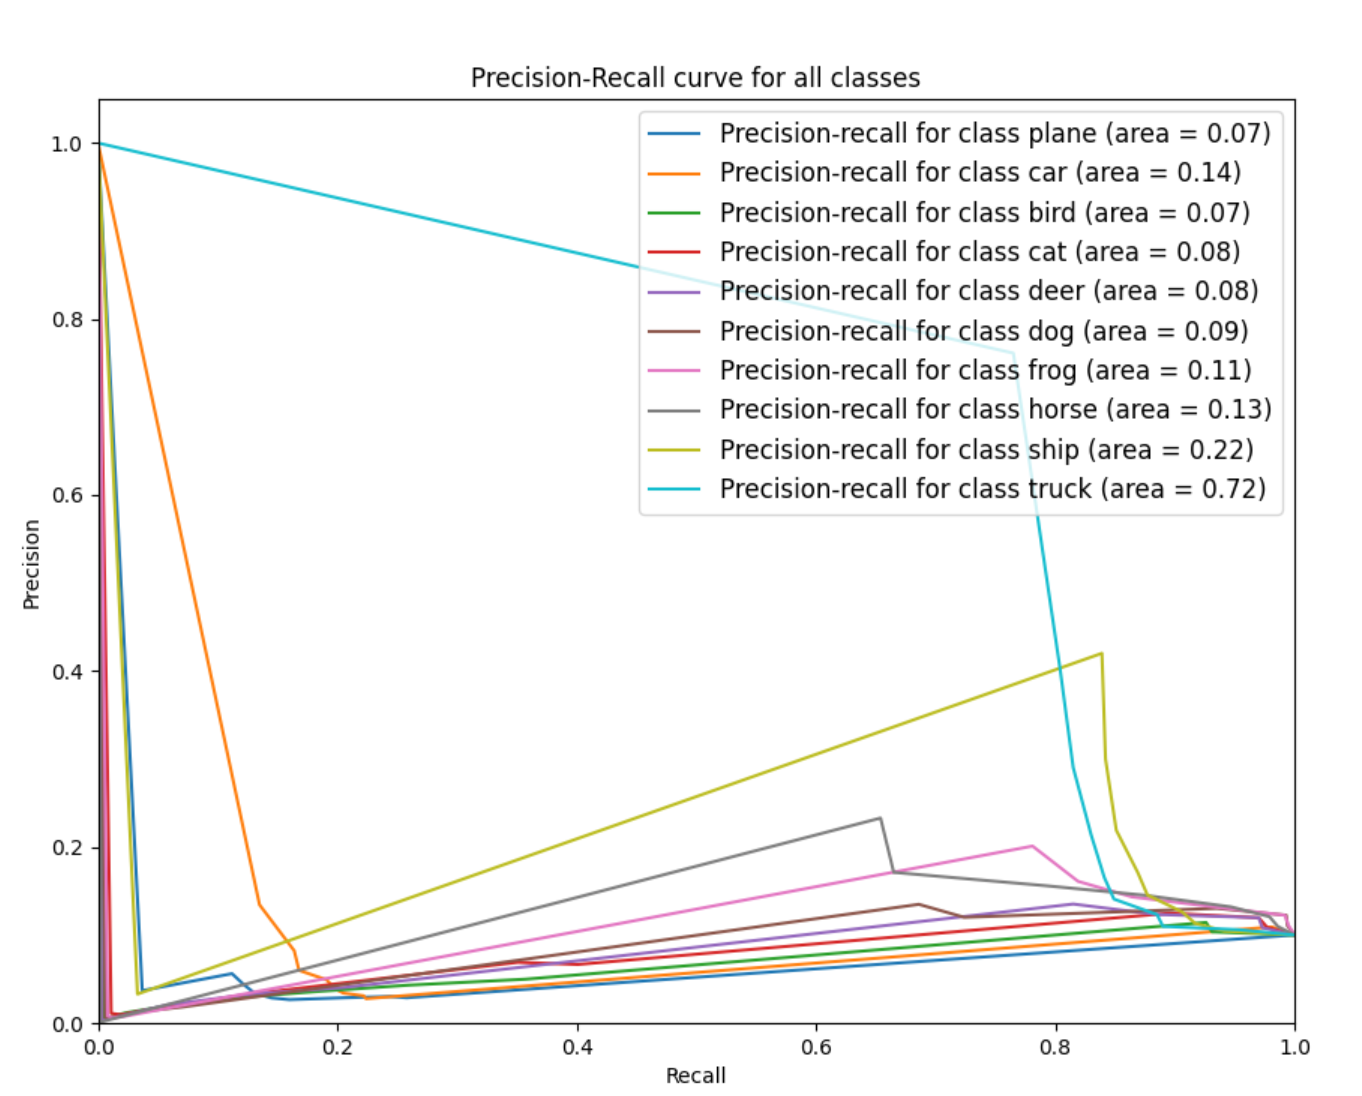 Precision-Recall curve for all classes
Precision-recall for class plane (area = 0.07)
Precision-recall for class car (area = 0.14)
Precision-recall for class bird (area = 0.07)
Precision-recall for class cat (area = 0.08)
Precision-recall for class deer (area = 0.08)
Precision-recall for class dog (area = 0.09)
Precision-recall for class frog (area = 0.11)
Precision-recall for class horse (area = 0.13)
Precision-recall for class ship (area = 0.22)
Precision-recall for class truck (area = 0.72)
Precision
1.0
0.8
0.6
0.4
0.2
0.0
0.0 0.2 0.4 0.6 0.8 1.0
Recall